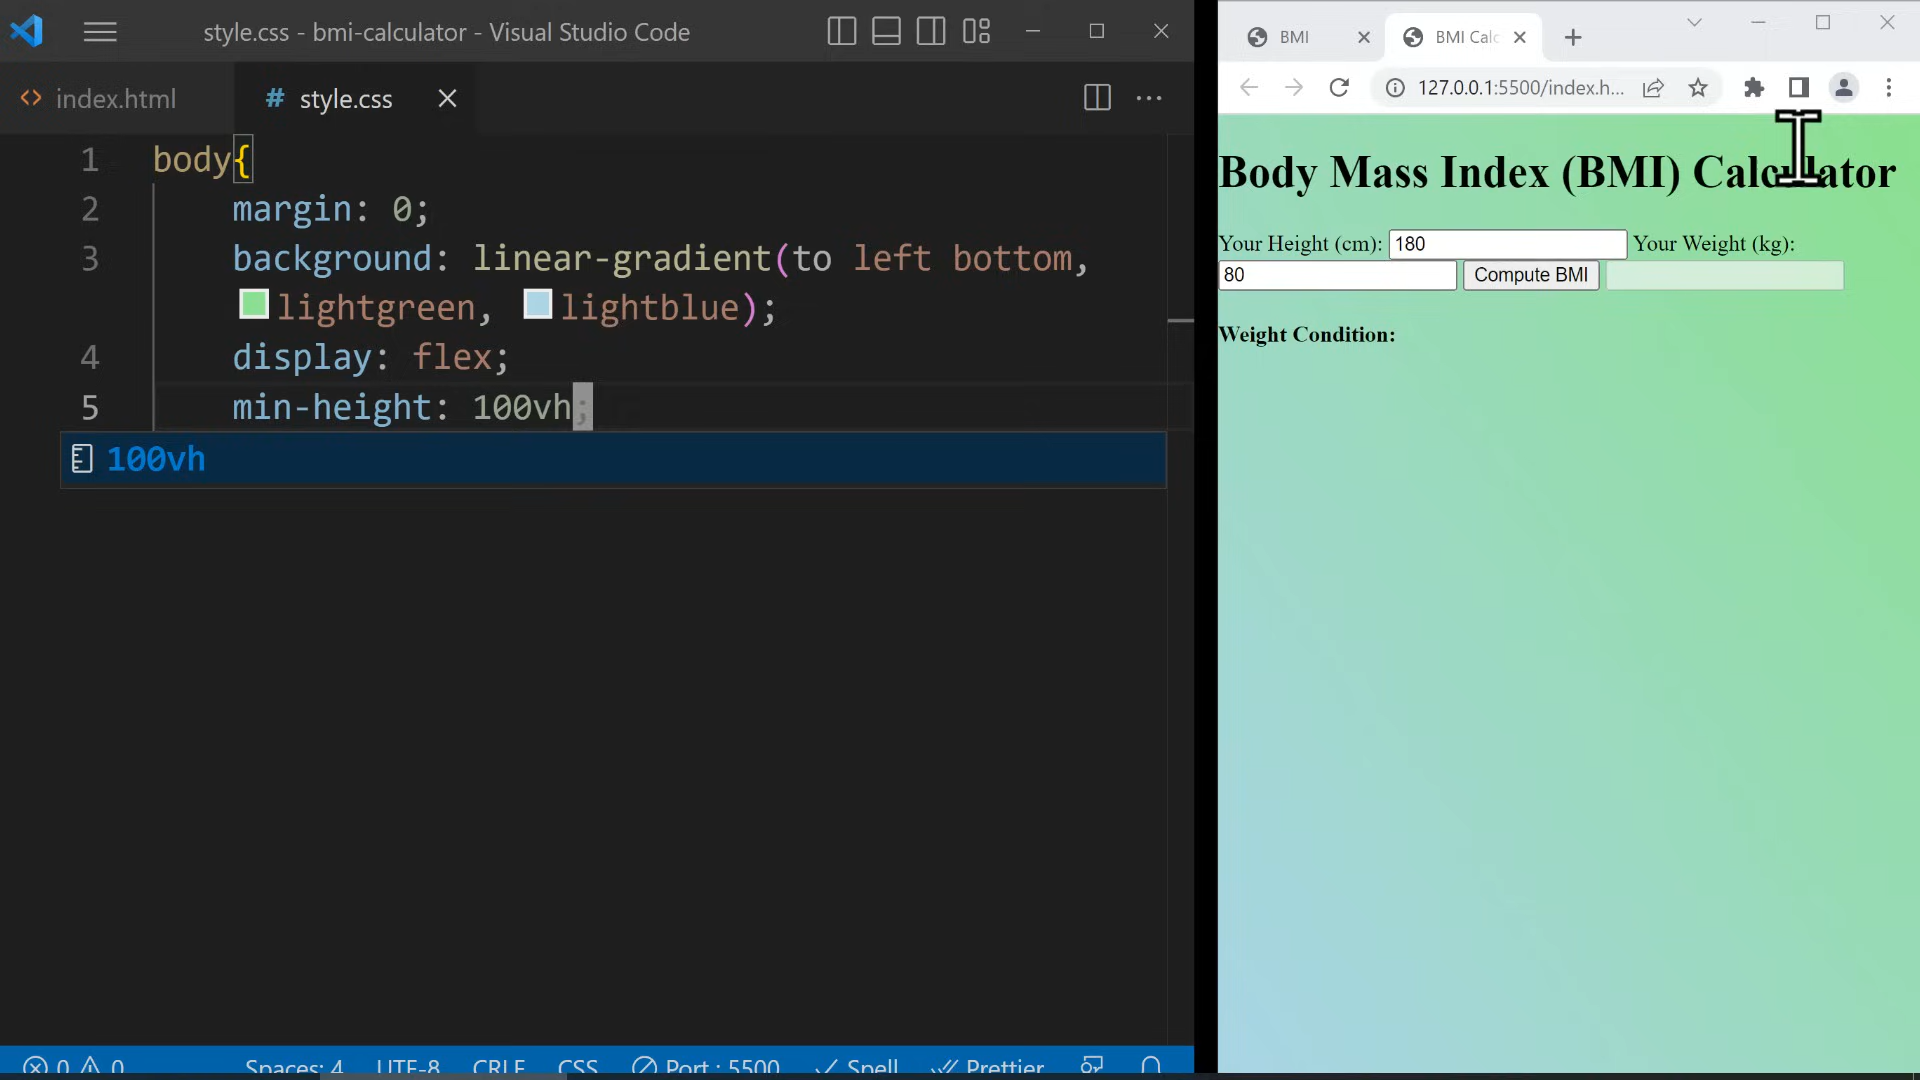 style.css - bmi-calculator - Visual Studio Code
index.html
# style.css
1 body{
2 margin: 0;
3 background: linear-gradient(to left bottom,
lightgreen, lightblue);
4 display: flex;
5 min-height: 100vh;
100vh
0 0 Spaces: 4 UTF-8 CRLF CSS Port : 5500 Spell Prettier
BMI
BMI Calc
127.0.0.1:5500/index.h...
Body Mass Index (BMI) Calculator
Your Height (cm): 180 Your Weight (kg):
80 Compute BMI
Weight Condition: